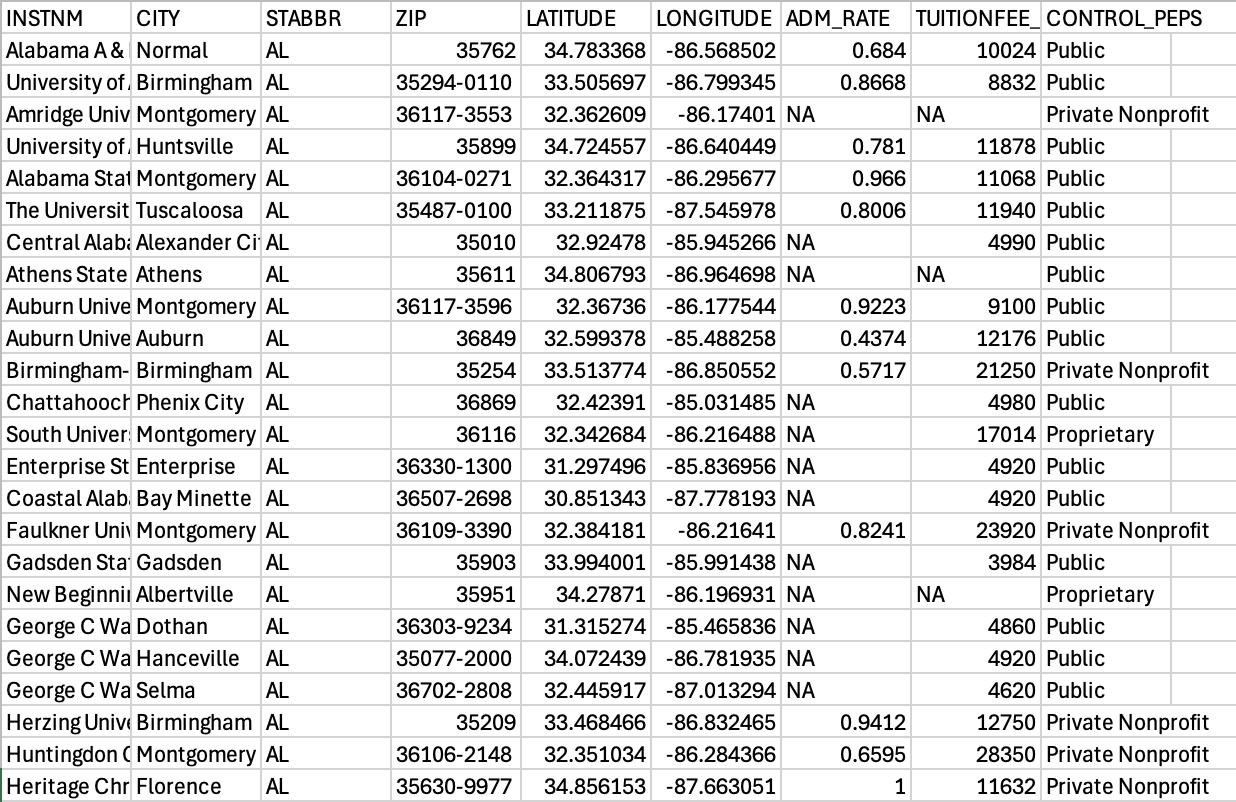 INSTNM CITY STABBR ZIP LATITUDE LONGITUDE ADM_RATE TUITIONFEE_ CONTROL_PEPS
Alabama A & Normal AL 35762 34.783368 -86.568502 0.684 10024 Public
University of Birmingham AL 35294-0110 33.505697 -86.799345 0.8668 8832 Public
Amridge Univ Montgomery AL 36117-3553 32.362609 -86.17401 NA NA Private Nonprofit
University of Huntsville AL 35899 34.724557 -86.640449 0.781 11878 Public
Alabama Stat Montgomery AL 36104-0271 32.364317 -86.295677 0.966 11068 Public
The Universit Tuscaloosa AL 35487-0100 33.211875 -87.545978 0.8006 11940 Public
Central Alaba Alexander Cit AL 35010 32.92478 -85.945266 NA 4990 Public
Athens State Athens AL 35611 34.806793 -86.964698 NA NA Public
Auburn Unive Montgomery AL 36117-3596 32.36736 -86.177544 0.9223 9100 Public
Auburn Unive Auburn AL 36849 32.599378 -85.488258 0.4374 12176 Public
Birmingham- Birmingham AL 35254 33.513774 -86.850552 0.5717 21250 Private Nonprofit
Chattahooch Phenix City AL 36869 32.42391 -85.031485 NA 4980 Public
South Univer Montgomery AL 36116 32.342684 -86.216488 NA 17014 Proprietary
Enterprise St Enterprise AL 36330-1300 31.297496 -85.836956 NA 4920 Public
Coastal Alab Bay Minette AL 36507-2698 30.851343 -87.778193 NA 4920 Public
Faulkner Univ Montgomery AL 36109-3390 32.384181 -86.21641 0.8241 23920 Private Nonprofit
Gadsden Stat Gadsden AL 35903 33.994001 -85.991438 NA 3984 Public
New Beginnin Albertville AL 35951 34.27871 -86.196931 NA NA Proprietary
George C Wa Dothan AL 36303-9234 31.315274 -85.465836 NA 4860 Public
George C Wa Hanceville AL 35077-2000 34.072439 -86.781935 NA 4920 Public
George C Wa Selma AL 36702-2808 32.445917 -87.013294 NA 4620 Public
Herzing Unive Birmingham AL 35209 33.468466 -86.832465 0.9412 12750 Private Nonprofit
Huntingdon C Montgomery AL 36106-2148 32.351034 -86.284366 0.6595 28350 Private Nonprofit
Heritage Chr Florence AL 35630-9977 34.856153 -87.663051 1 11632 Private Nonprofit